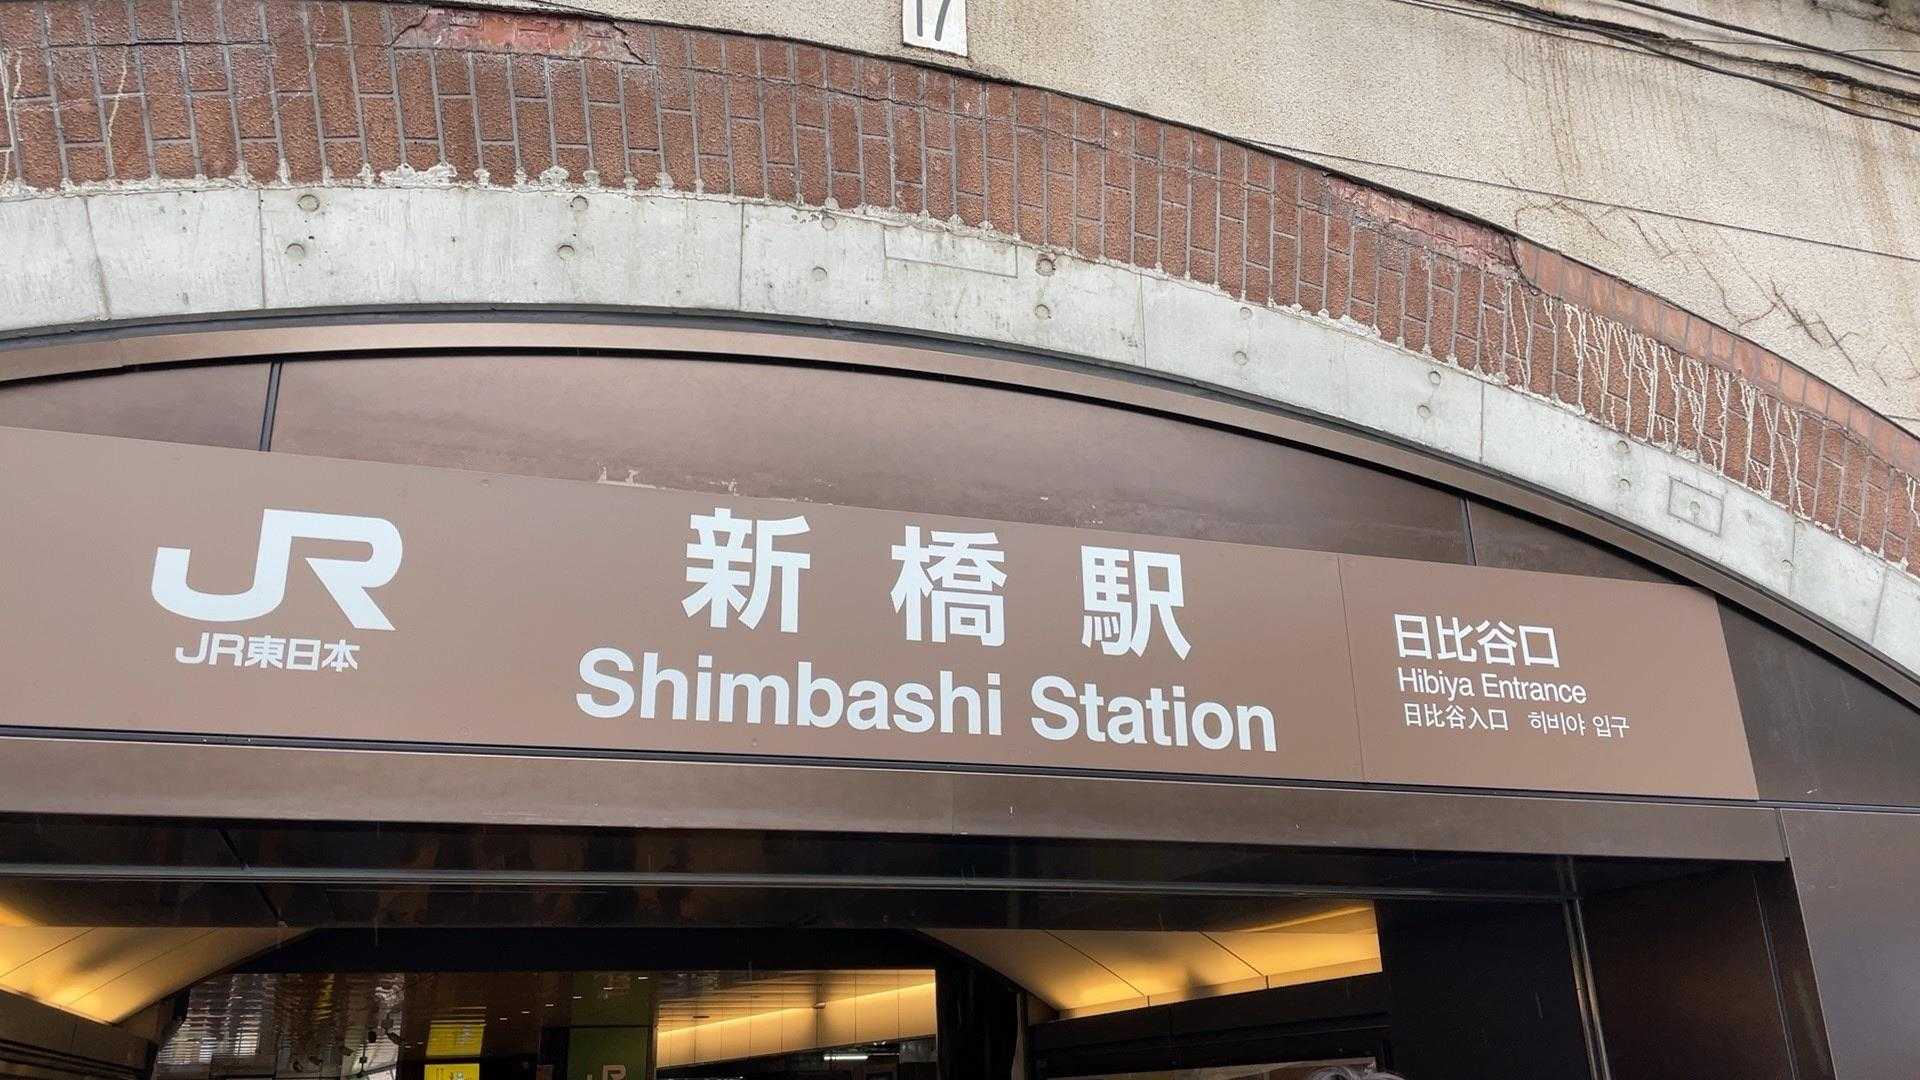 17
JR
JR東日本
新橋駅
Shimbashi Station
日比谷口
Hibiya Entrance
日比谷入口 히비야 입구
JR